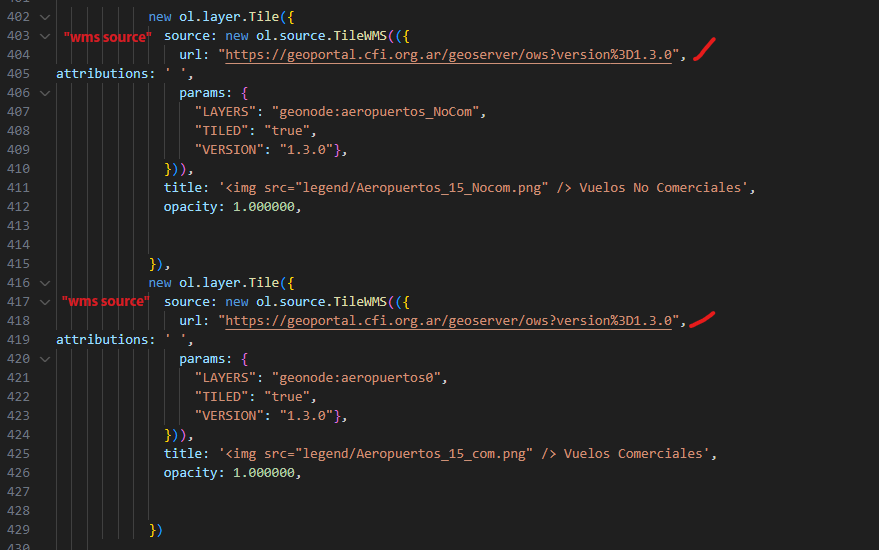 402 new ol.layer.Tile({
403 "wms source" source: new ol.source.TileWMS(({
404 url: "https://geoportal.cfi.org.ar/geoserver/ows?version%3D1.3.0",
405 attributions: ' ',
406 params: {
407 "LAYERS": "geonode:aeropuertos_NoCom",
408 "TILED": "true",
409 "VERSION": "1.3.0"},
410 })),
411 title: '<img src="legend/Aeropuertos_15_Nocom.png" /> Vuelos No Comerciales',
412 opacity: 1.000000,
413
414
415 }),
416 new ol.layer.Tile({
417 "wms source" source: new ol.source.TileWMS(({
418 url: "https://geoportal.cfi.org.ar/geoserver/ows?version%3D1.3.0",
419 attributions: ' ',
420 params: {
421 "LAYERS": "geonode:aeropuertos0",
422 "TILED": "true",
423 "VERSION": "1.3.0"},
424 })),
425 title: '<img src="legend/Aeropuertos_15_com.png" /> Vuelos Comerciales',
426 opacity: 1.000000,
427
428
429 })